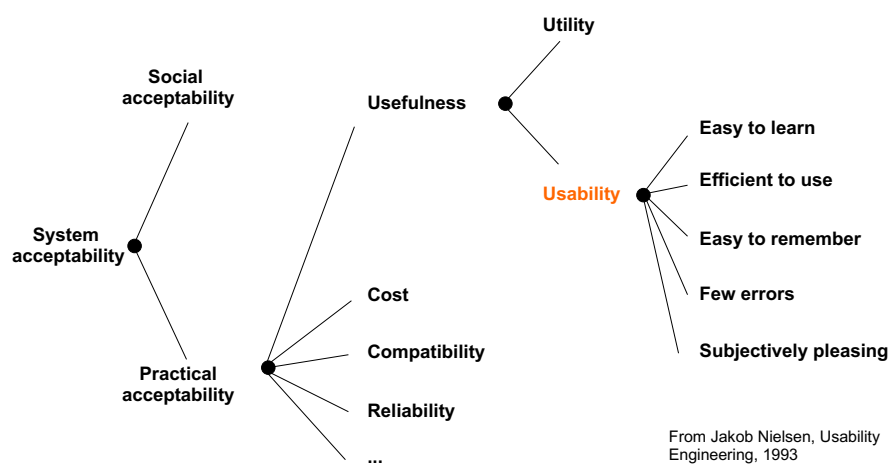 Utility
Social
acceptability
Usefulness
Easy to learn
Efficient to use
Usability
System
acceptability
Easy to remember
Cost
Few errors
Compatibility
Subjectively pleasing
Practical
acceptability
Reliability
...
From Jakob Nielsen, Usability
Engineering, 1993